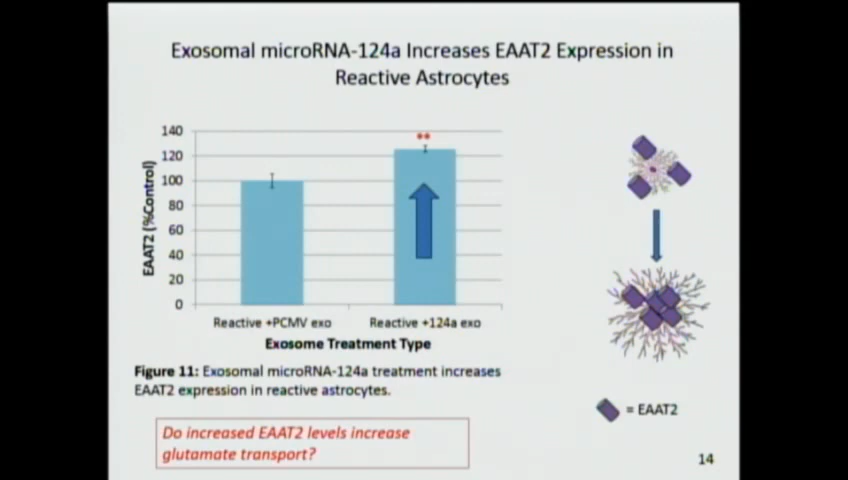 Exosomal microRNA-124a Increases EAAT2 Expression in
Reactive Astrocytes
EAAT2 (%Control)
140
120
100
80
60
40
20
0
**
Reactive +PCMV exo
Reactive +124a exo
Exosome Treatment Type
Figure 11: Exosomal microRNA-124a treatment increases
EAAT2 expression in reactive astrocytes.
= EAAT2
Do increased EAAT2 levels increase
glutamate transport?
14